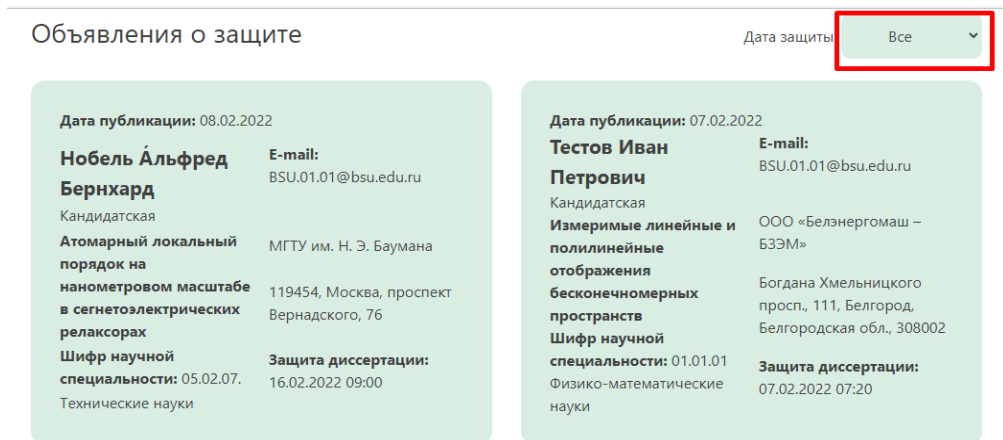 Объявления о защите
Дата защиты
Все
Дата публикации: 08.02.2022
Нобель А́льфред
Бернхард
Кандидатская
Атомарный локальный
порядок на
нанометровом масштабе
в сегнетоэлектрических
релаксорах
Шифр научной
специальности: 05.02.07.
Технические науки
E-mail:
BSU.01.01@bsu.edu.ru
МГТУ им. Н. Э. Баумана
119454, Москва, проспект
Вернадского, 76
Защита диссертации:
16.02.2022 09:00
Дата публикации: 07.02.2022
Тестов Иван
Петрович
Кандидатская
Измеримые линейные и
полилинейные
отображения
бесконечномерных
пространств
Шифр научной
специальности: 01.01.01
Физико-математические
науки
E-mail:
BSU.01.01@bsu.edu.ru
ООО «Белэнергомаш –
БЗЭМ»
Богдана Хмельницкого
просп., 111, Белгород,
Белгородская обл., 308002
Защита диссертации:
07.02.2022 07:20